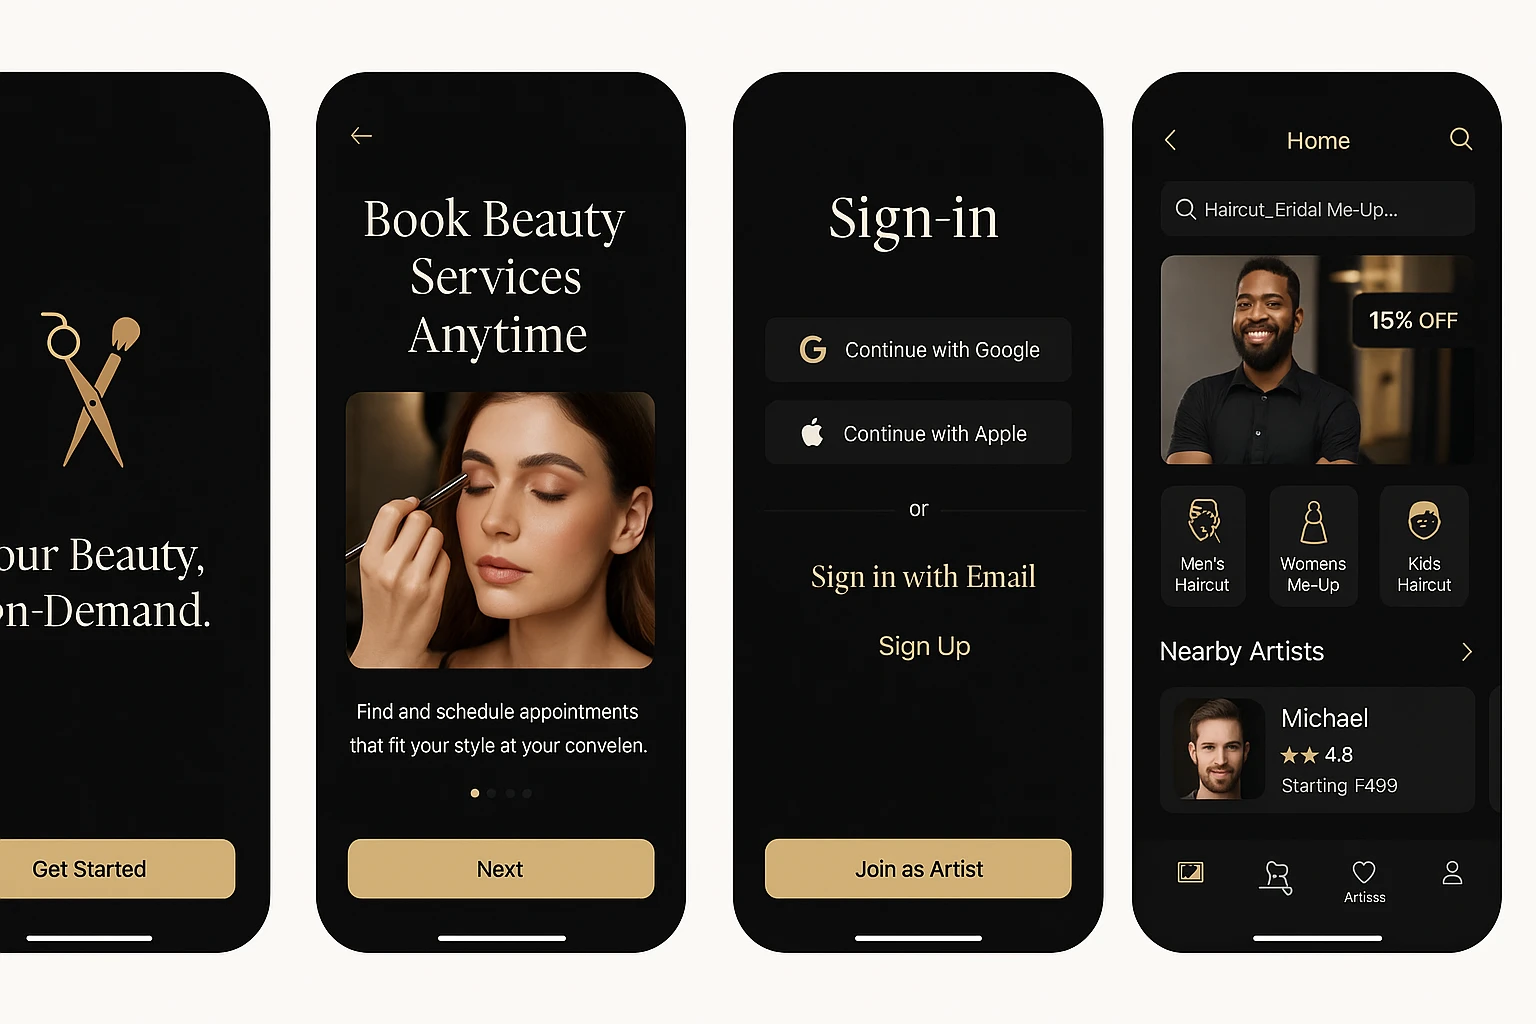 our Beauty,
n-Demand.
Get Started
Book Beauty
Services
Anytime
Find and schedule appointments
that fit your style at your convelen.
Next
Sign-in
Continue with Google
Continue with Apple
or
Sign in with Email
Sign Up
Join as Artist
Home
Haircut_Eridal Me-Up...
15% OFF
Men's
Haircut
Womens
Me-Up
Kids
Haircut
Nearby Artists
Michael
4.8
Starting F499
Artisss